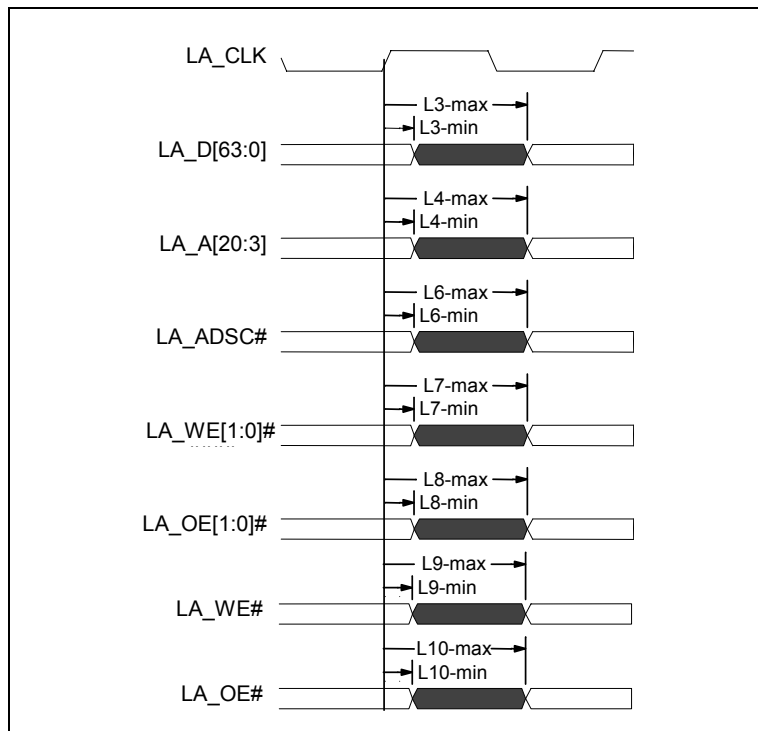 LA_CLK
L3-max
L3-min
LA_D[63:0]
L4-max
L4-min
LA_A[20:3]
L6-max
L6-min
LA_ADSC#
L7-max
L7-min
LA_WE[1:0]#
L8-max
L8-min
LA_OE[1:0]#
L9-max
L9-min
LA_WE#
L10-max
L10-min
LA_OE#